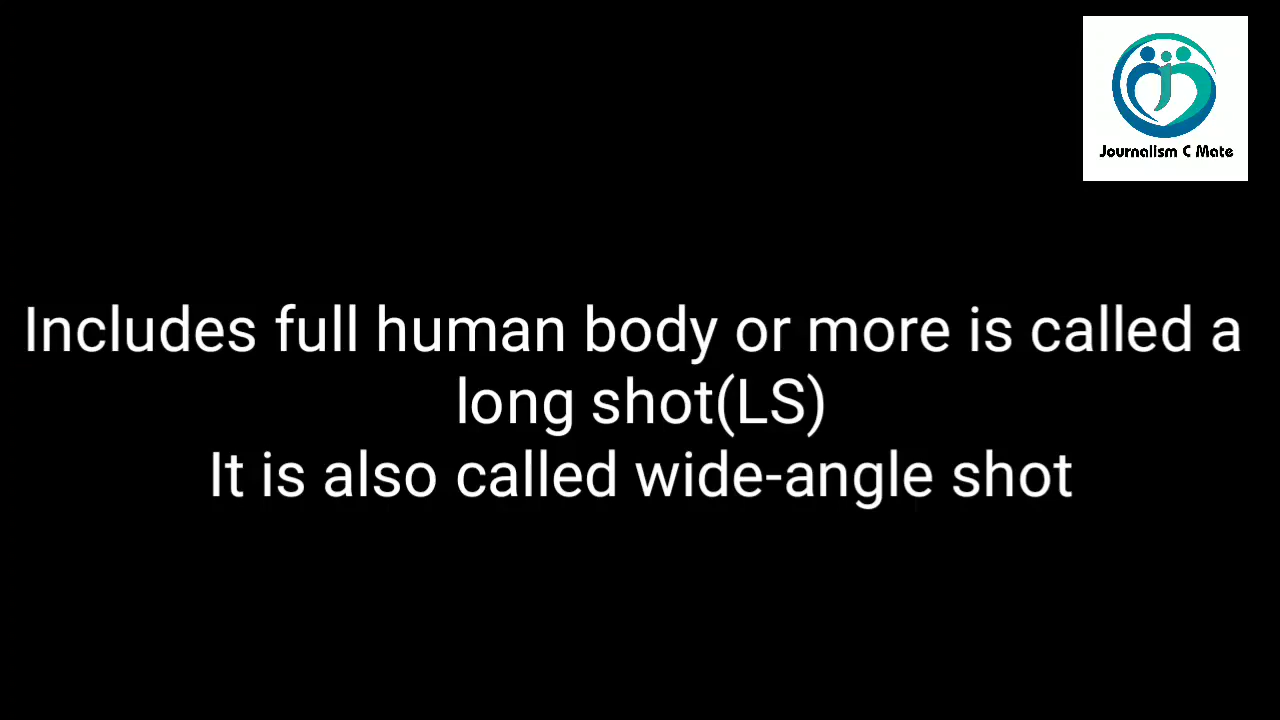 Journalism C Mate
Includes full human body or more is called a
long shot(LS)
It is also called wide-angle shot